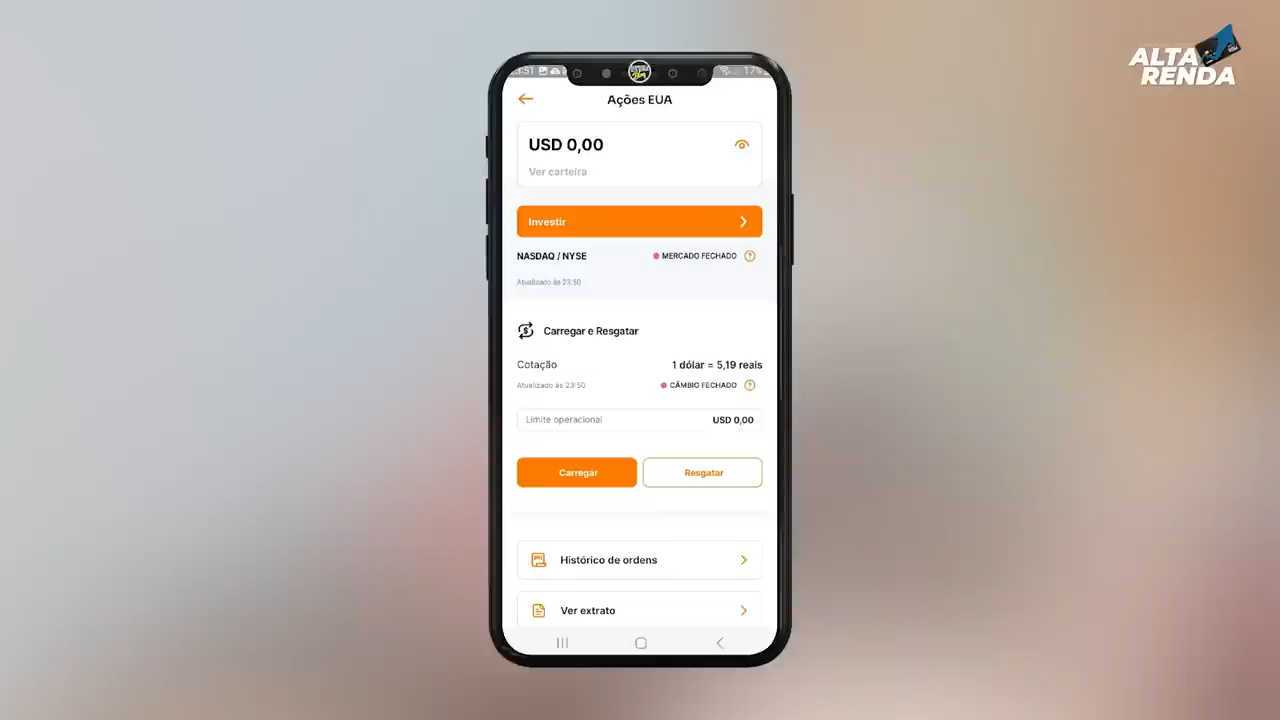 ALTA
RENDA
Ações EUA
USD 0,00
Ver carteira
Investir
NASDAQ / NYSE
MERCADO FECHADO
Atualizado às 23:50
Carregar e Resgatar
Cotação
1 dólar = 5,19 reais
Atualizado às 23:50
CÂMBIO FECHADO
Limite operacional
USD 0,00
Carregar
Resgatar
Histórico de ordens
Ver extrato